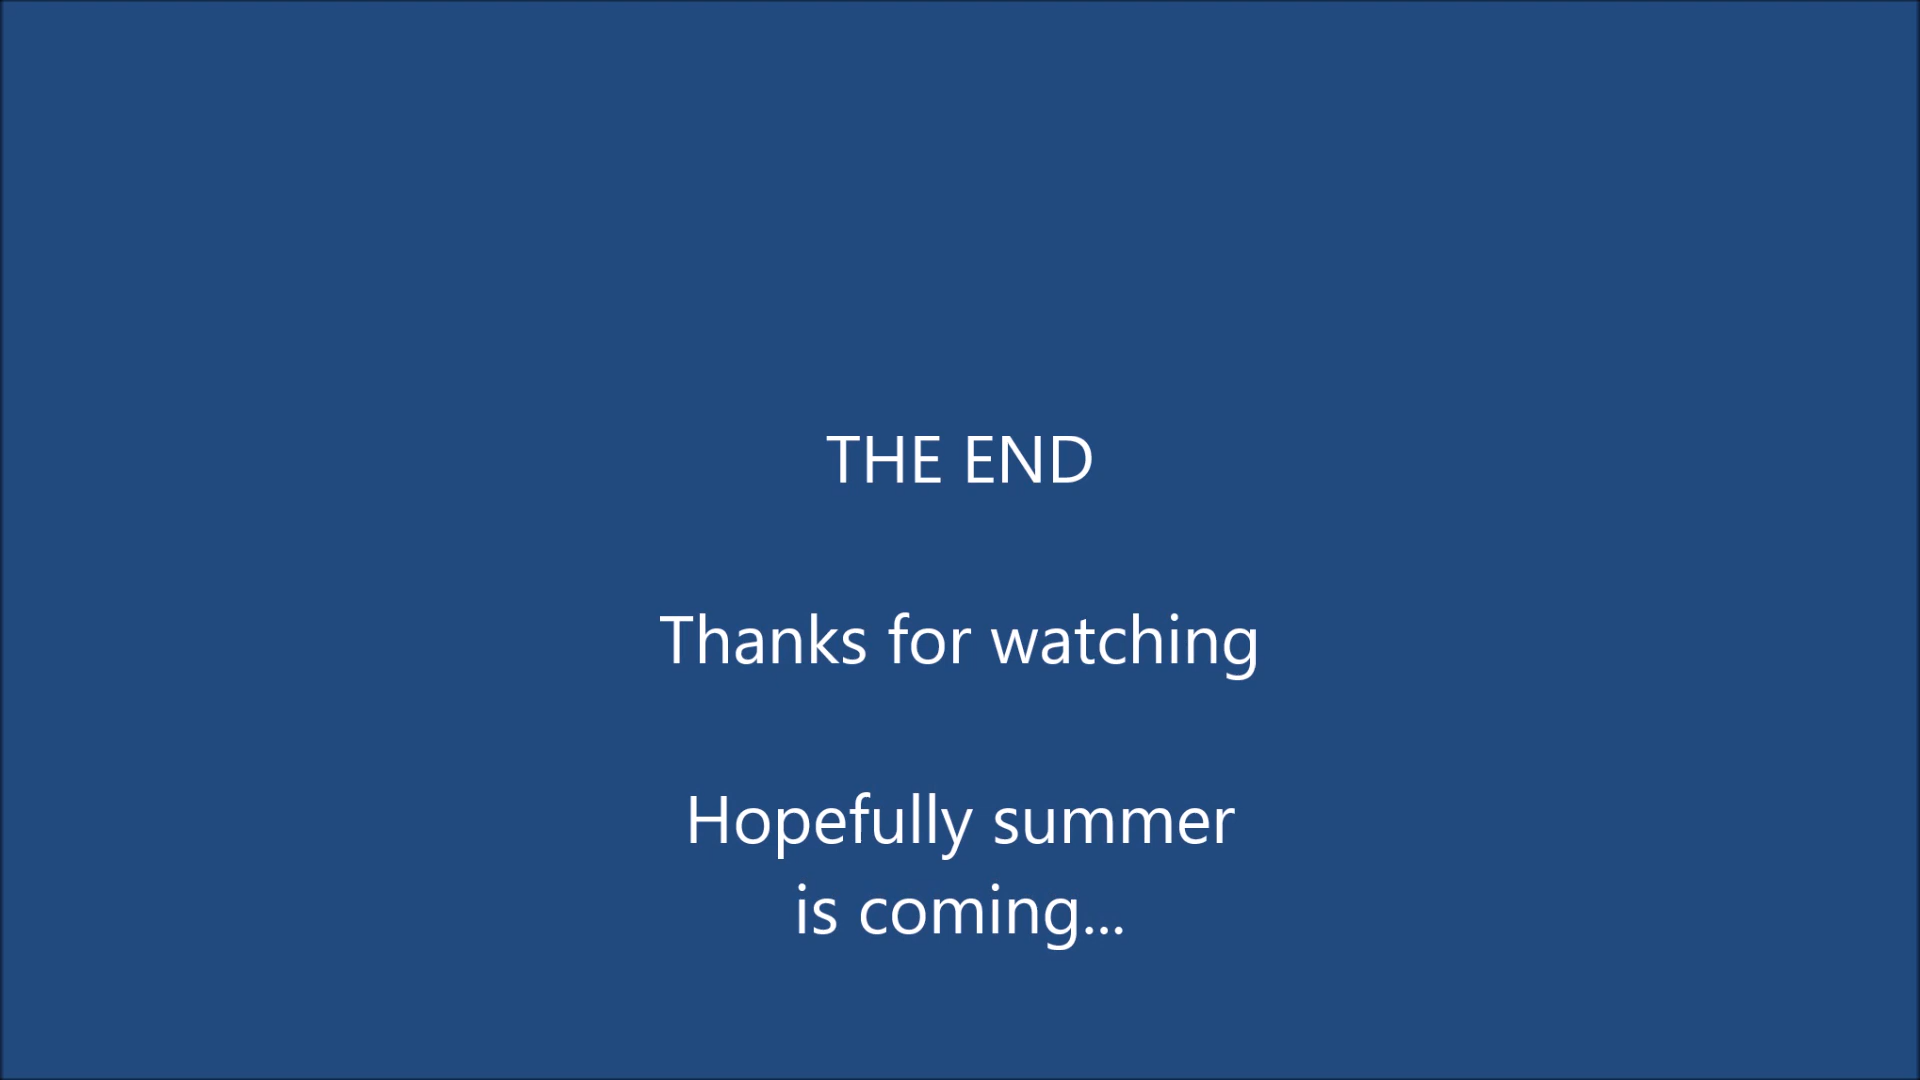 THE END
Thanks for watching
Hopefully summer
is coming...